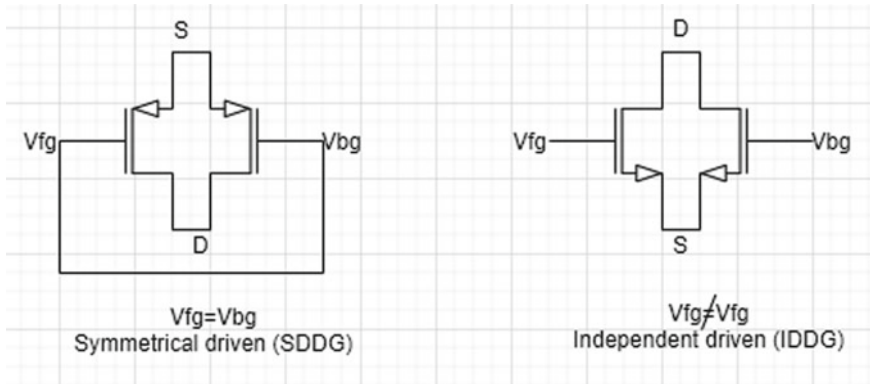 S
D
Vfg
Vbg
Vfg
Vbg
D
S
Vfg=Vbg
Vfg≠Vfg
Symmetrical driven (SDDG)
Independent driven (IDDG)